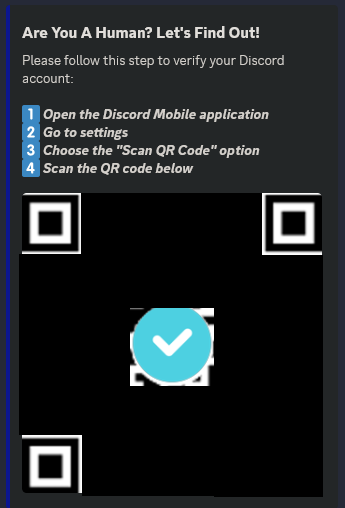 Are You A Human? Let's Find Out!
Please follow this step to verify your Discord
account:
1 Open the Discord Mobile application
2 Go to settings
3 Choose the "Scan QR Code" option
4 Scan the QR code below